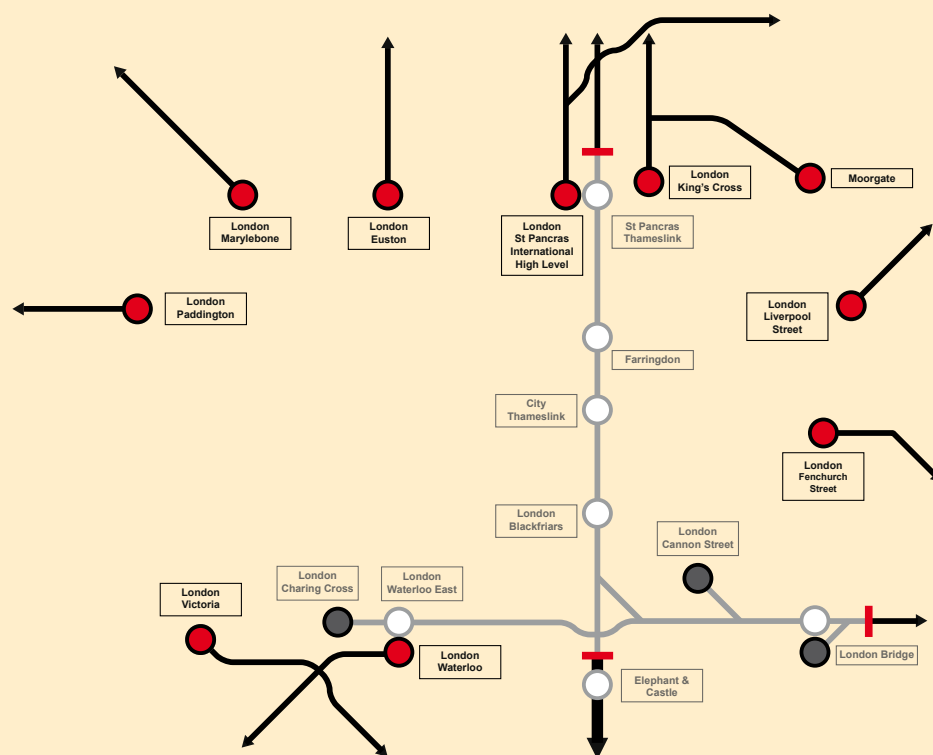 London
Marylebone
London
Euston
London
St Pancras
International
High Level
St Pancras
Thameslink
London
King's Cross
Moorgate
London
Paddington
London
Liverpool
Street
Farringdon
City
Thameslink
London
Fenchurch
Street
London
Blackfriars
London
Cannon Street
London
Charing Cross
London
Waterloo East
London
Victoria
London
Waterloo
London Bridge
Elephant &
Castle